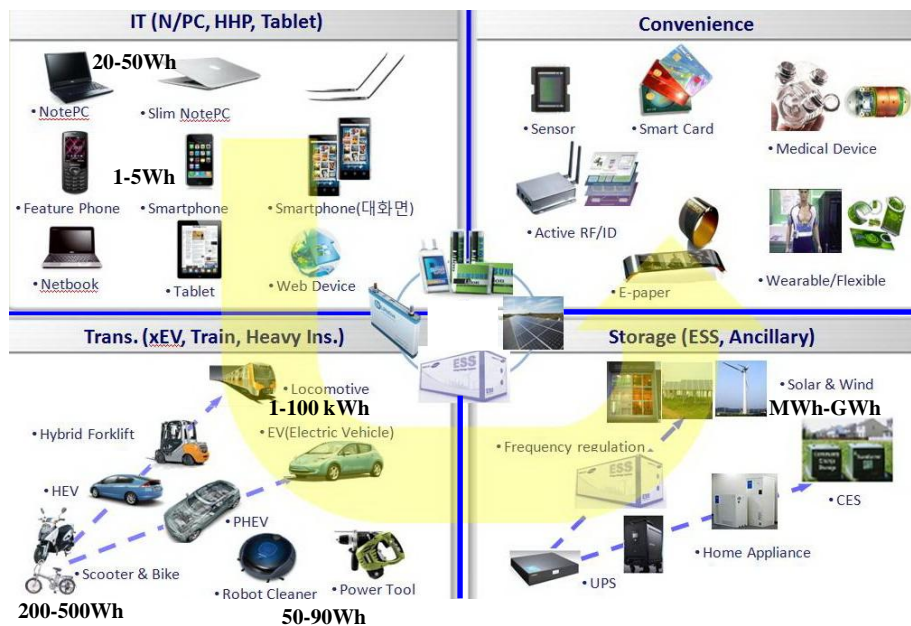 IT (N/PC, HHP, Tablet)
20-50Wh
•NotePC
•Slim NotePC
1-5Wh
•Feature Phone
•Smartphone
•Smartphone(대화면)
•Netbook
•Tablet
•Web Device
Convenience
•Sensor
•Smart Card
•Medical Device
•Active RF/ID
•E-paper
•Wearable/Flexible
Trans. (xEV, Train, Heavy Ins.)
•Locomotive
1-100 kWh
•Hybrid Forklift
•EV(Electric Vehicle)
•HEV
•PHEV
•Scooter & Bike
•Robot Cleaner
•Power Tool
200-500Wh
50-90Wh
ESS
Storage (ESS, Ancillary)
•Solar & Wind
MWh-GWh
•Frequency regulation
ESS
•CES
•Home Appliance
•UPS